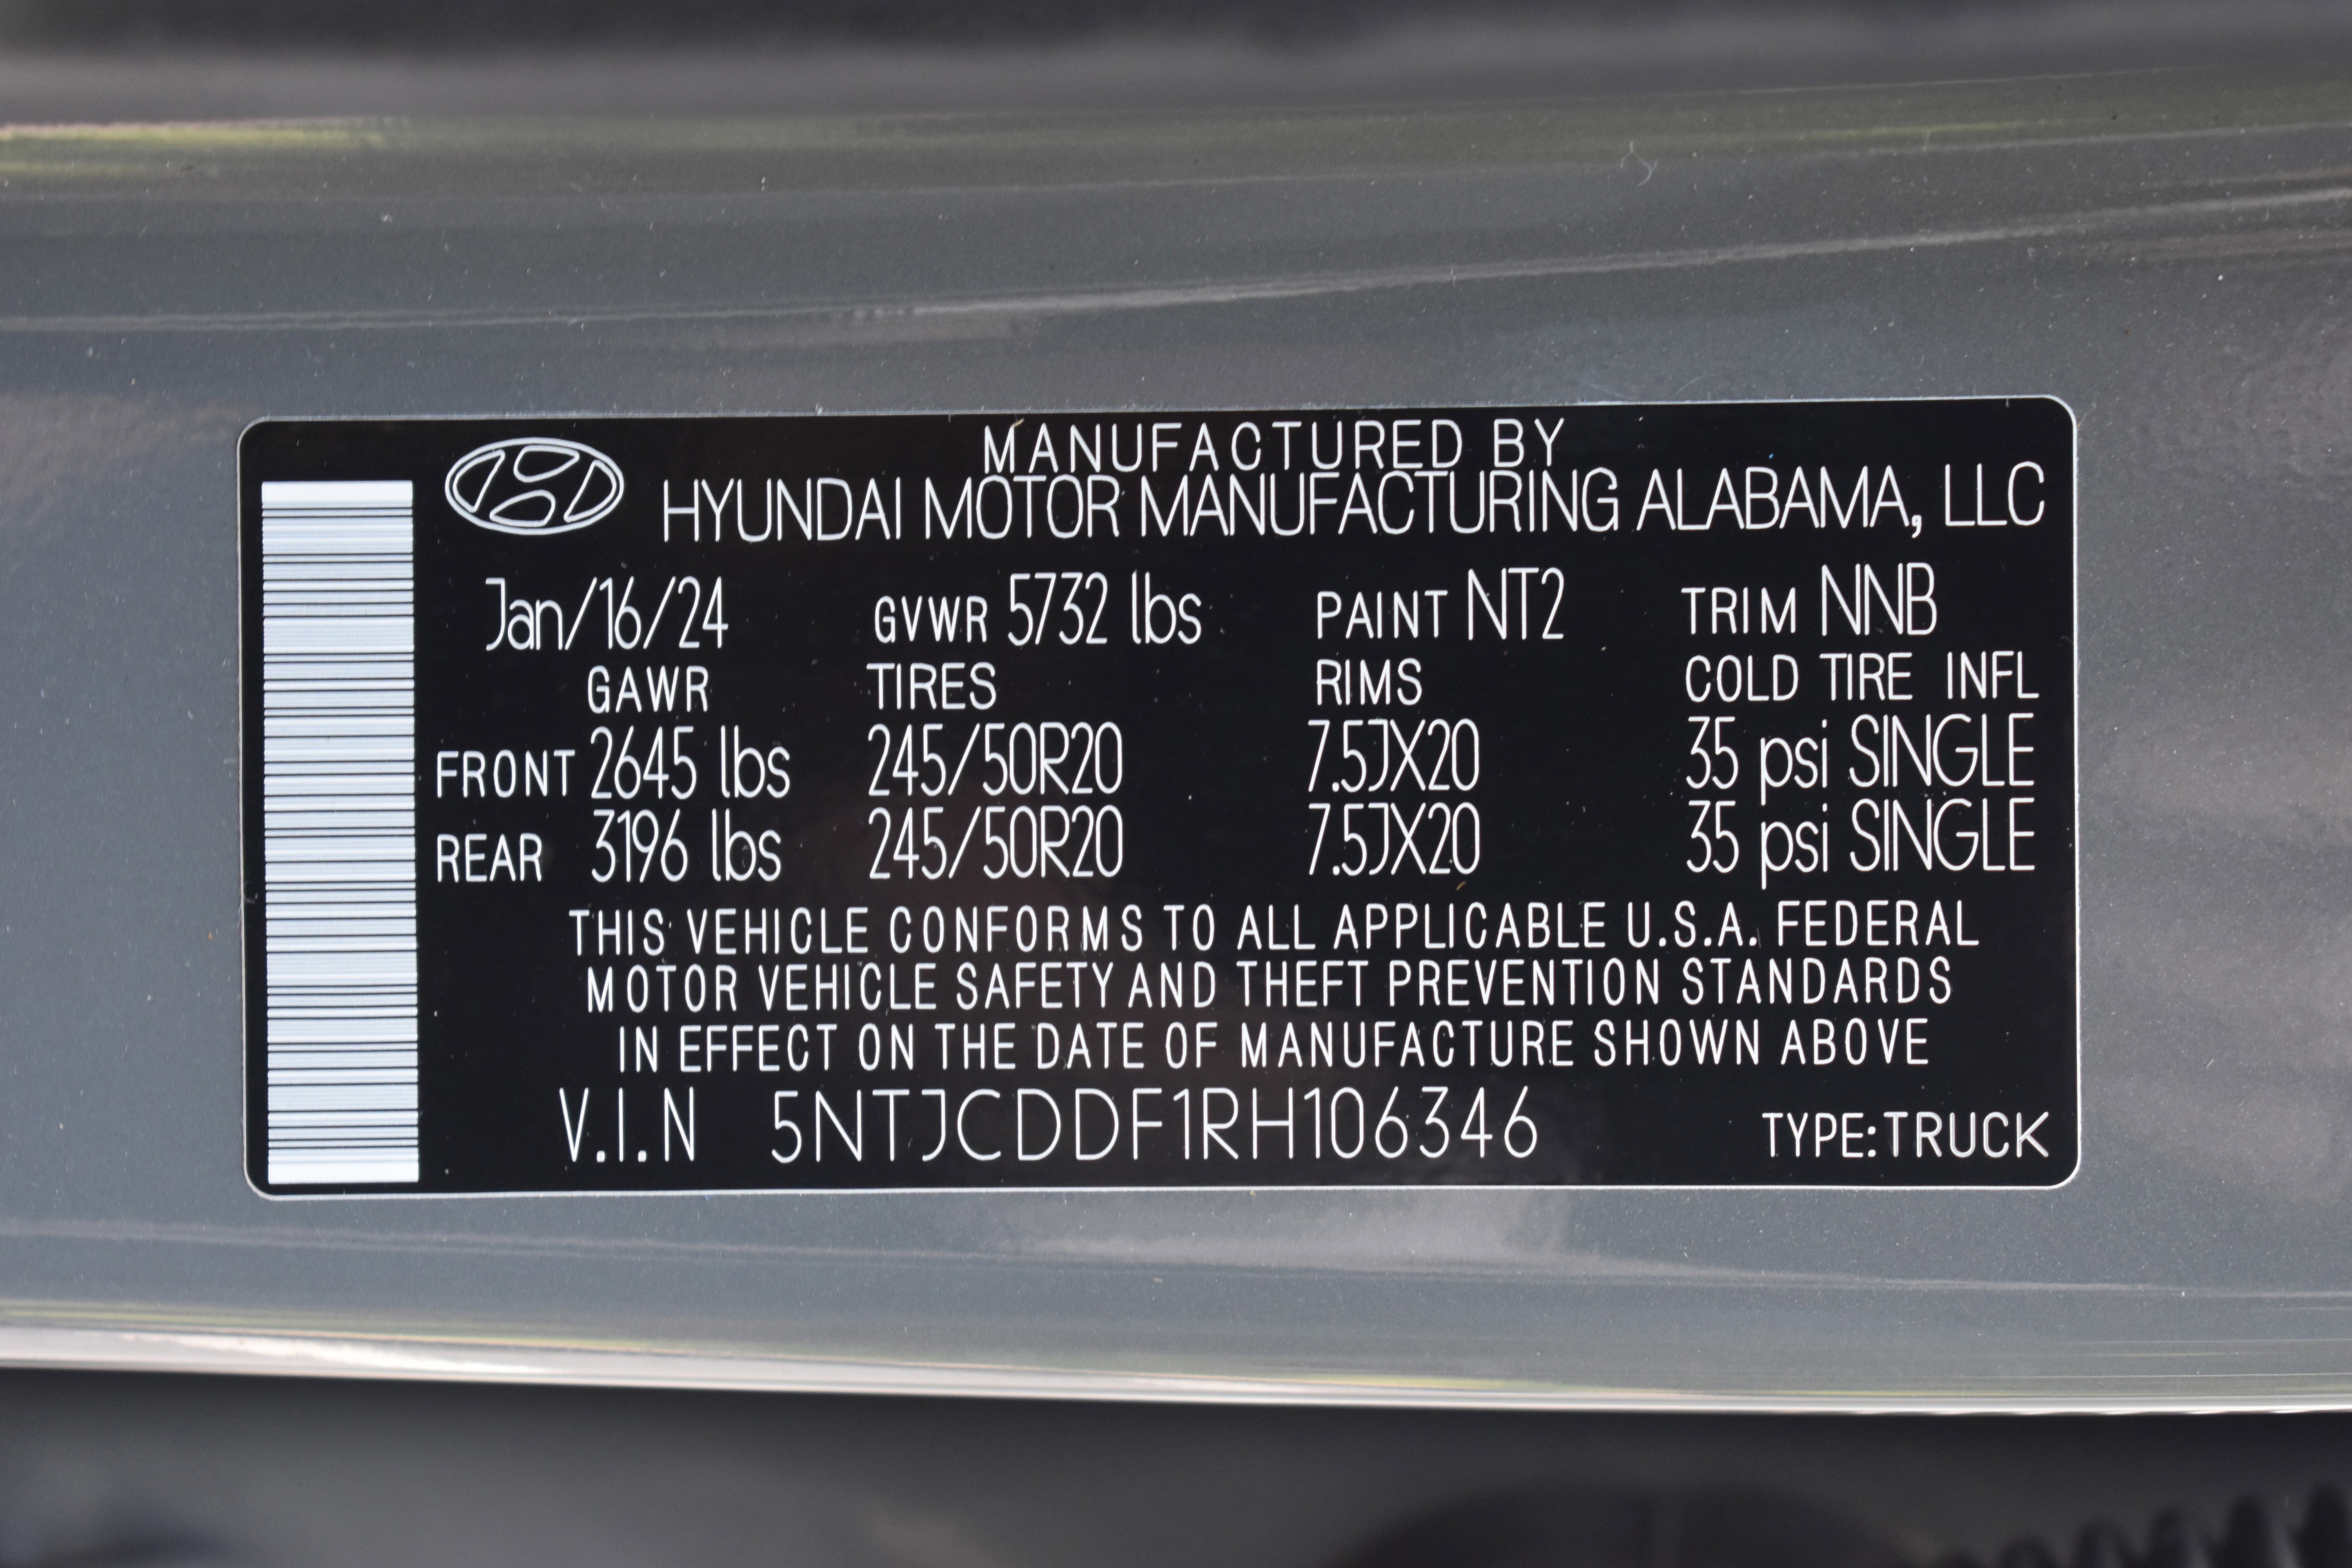 MANUFACTURED BY
HYUNDAI MOTOR MANUFACTURING ALABAMA, LLC
Jan/16/24 GVWR 5732 lbs PAINT NT2 TRIM NNB
GAWR TIRES RIMS COLD TIRE INFL
FRONT 2645 lbs 245/50R20 7.5JX20 35 psi SINGLE
REAR 3196 lbs 245/50R20 7.5JX20 35 psi SINGLE
THIS VEHICLE CONFORMS TO ALL APPLICABLE U.S.A. FEDERAL
MOTOR VEHICLE SAFETY AND THEFT PREVENTION STANDARDS
IN EFFECT ON THE DATE OF MANUFACTURE SHOWN ABOVE
V.I.N 5NTJCDDF1RH106346 TYPE:TRUCK